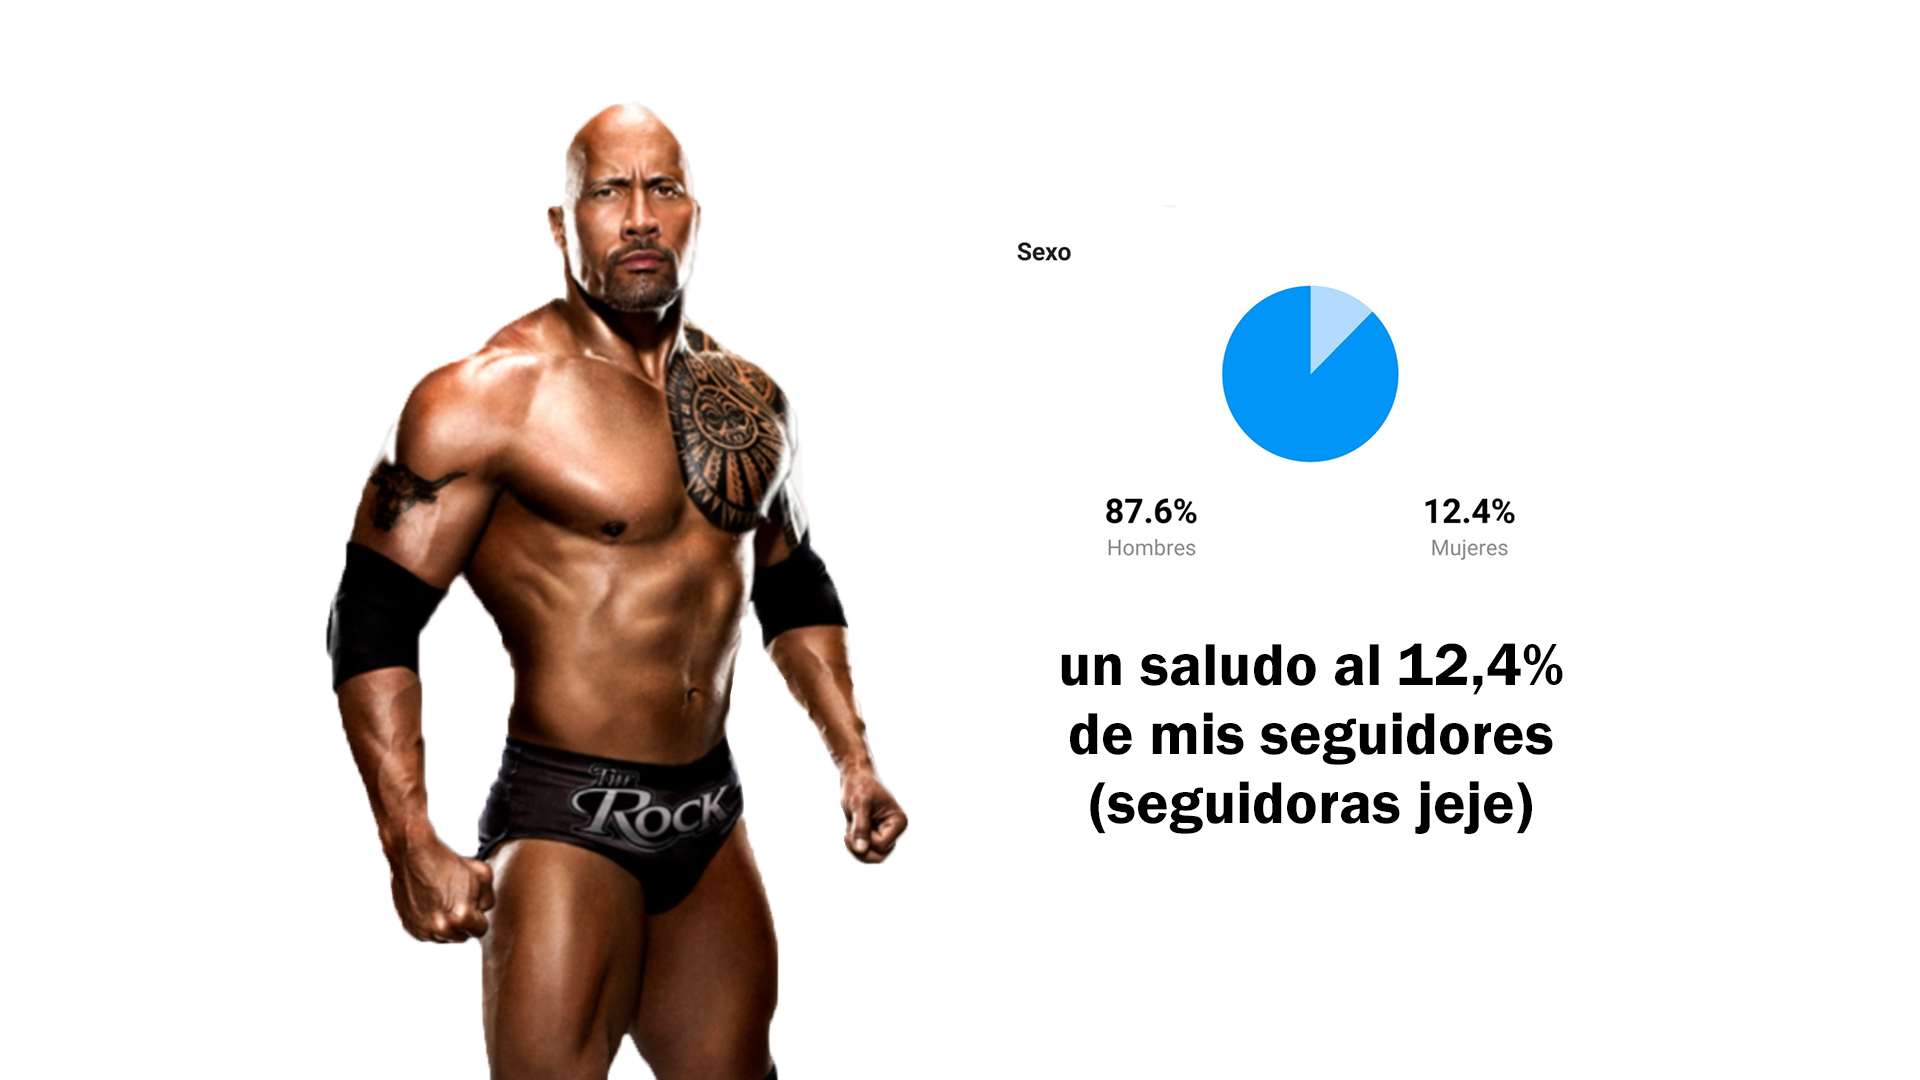 The
Rock
Sexo
87.6%
12.4%
Hombres
Mujeres
un saludo al 12,4%
de mis seguidores
(seguidoras jeje)